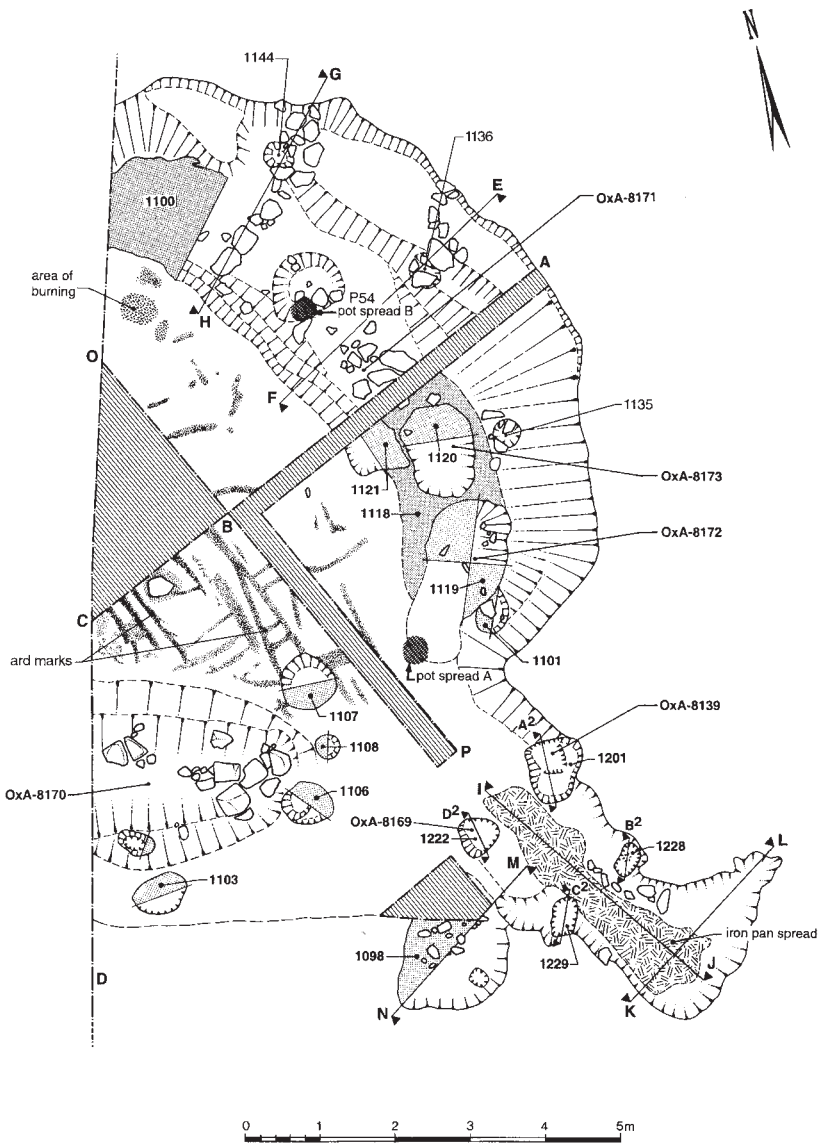 N
1144
G
1136
E
OxA-8171
A
1100
area of
burning
P54
pot spread B
H
O
F
1135
1120
OxA-8173
1121
1118
B
OxA-8172
1119
C
ard marks
1101
pot spread A
1107
OxA-8139
A²
1201
1108
P
OxA-8170
I
1106
D²
OxA-8169
1222
B²
1228
L
M
1103
C²
iron pan spread
1098
1229
J
D
K
N
0 1 2 3 4 5m